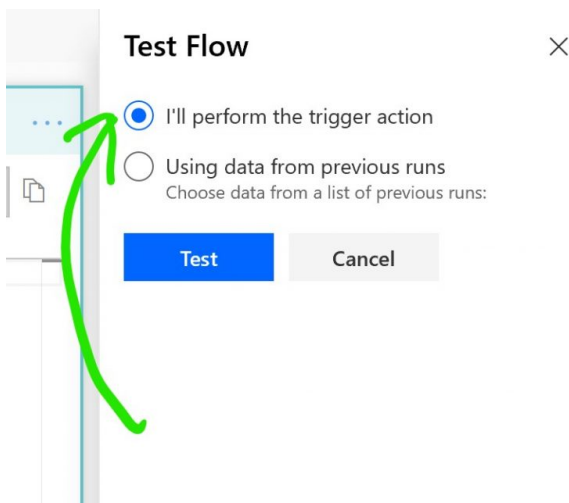 Test Flow
I'll perform the trigger action
Using data from previous runs
Choose data from a list of previous runs:
Test
Cancel